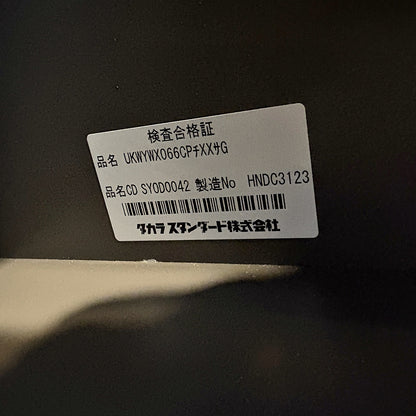 検査合格証
品名 UKWYWX066CPチXXサG
品名CD SY0D0042 製造No HNDC3123
タカラスタンダード株式会社